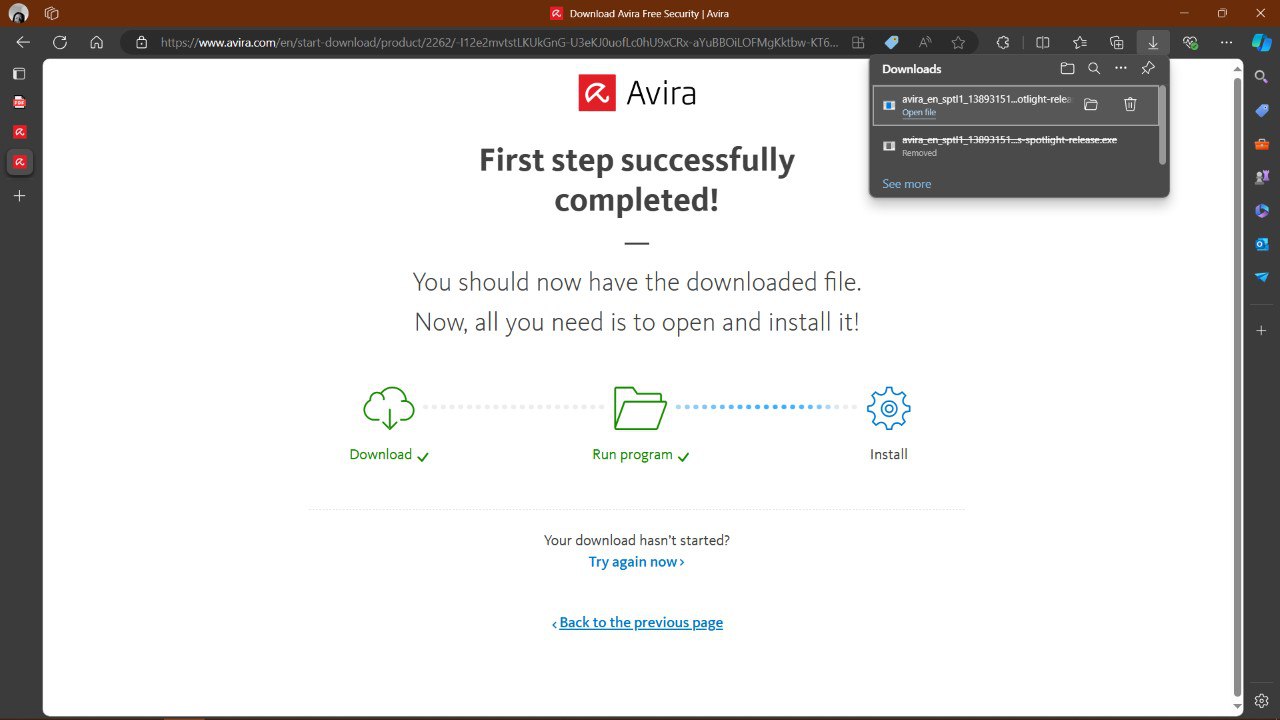 Download Avira Free Security | Avira
https://www.avira.com/en/start-download/product/2262/-I12e2mvtstLKUkGnG-U3eKJ0uofLc0hU9xCRx-aYuBBOiLOFMgKktbw-KT6...
Downloads
avira_en_sptl1_13893151...otlight-relea
Open file
avira_en_sptl1_13893151...s-spotlight-release.exe
Removed
See more
Avira
First step successfully
completed!
You should now have the downloaded file.
Now, all you need is to open and install it!
Download
Run program
Install
Your download hasn't started?
Try again now ›
‹ Back to the previous page